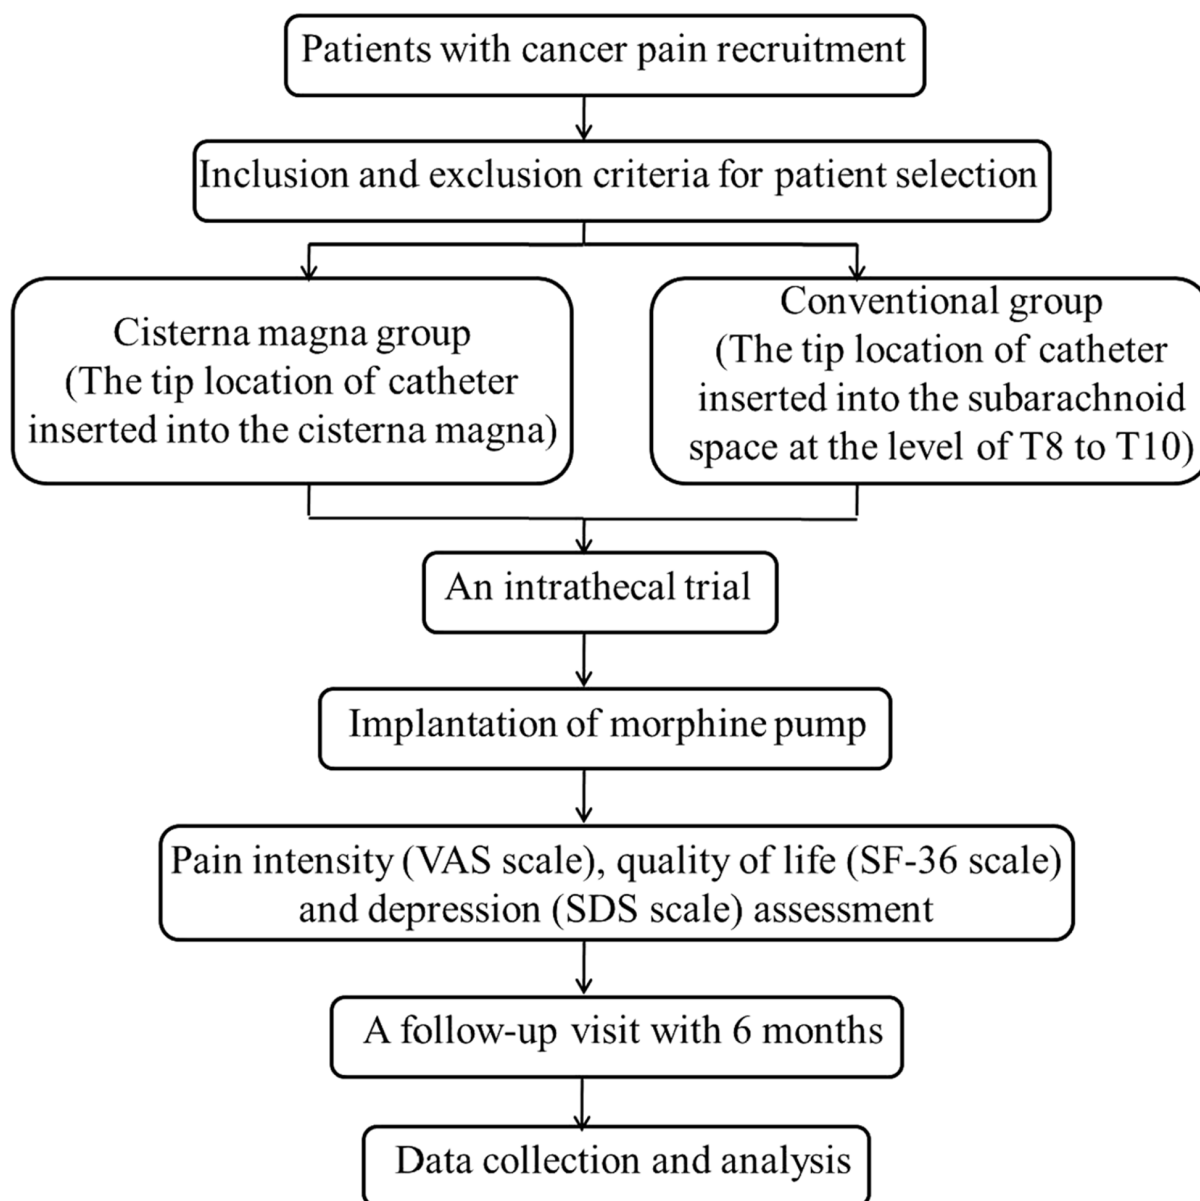 Patients with cancer pain recruitment
Inclusion and exclusion criteria for patient selection
Cisterna magna group
(The tip location of catheter
inserted into the cisterna magna)
Conventional group
(The tip location of catheter
inserted into the subarachnoid
space at the level of T8 to T10)
An intrathecal trial
Implantation of morphine pump
Pain intensity (VAS scale), quality of life (SF-36 scale)
and depression (SDS scale) assessment
A follow-up visit with 6 months
Data collection and analysis